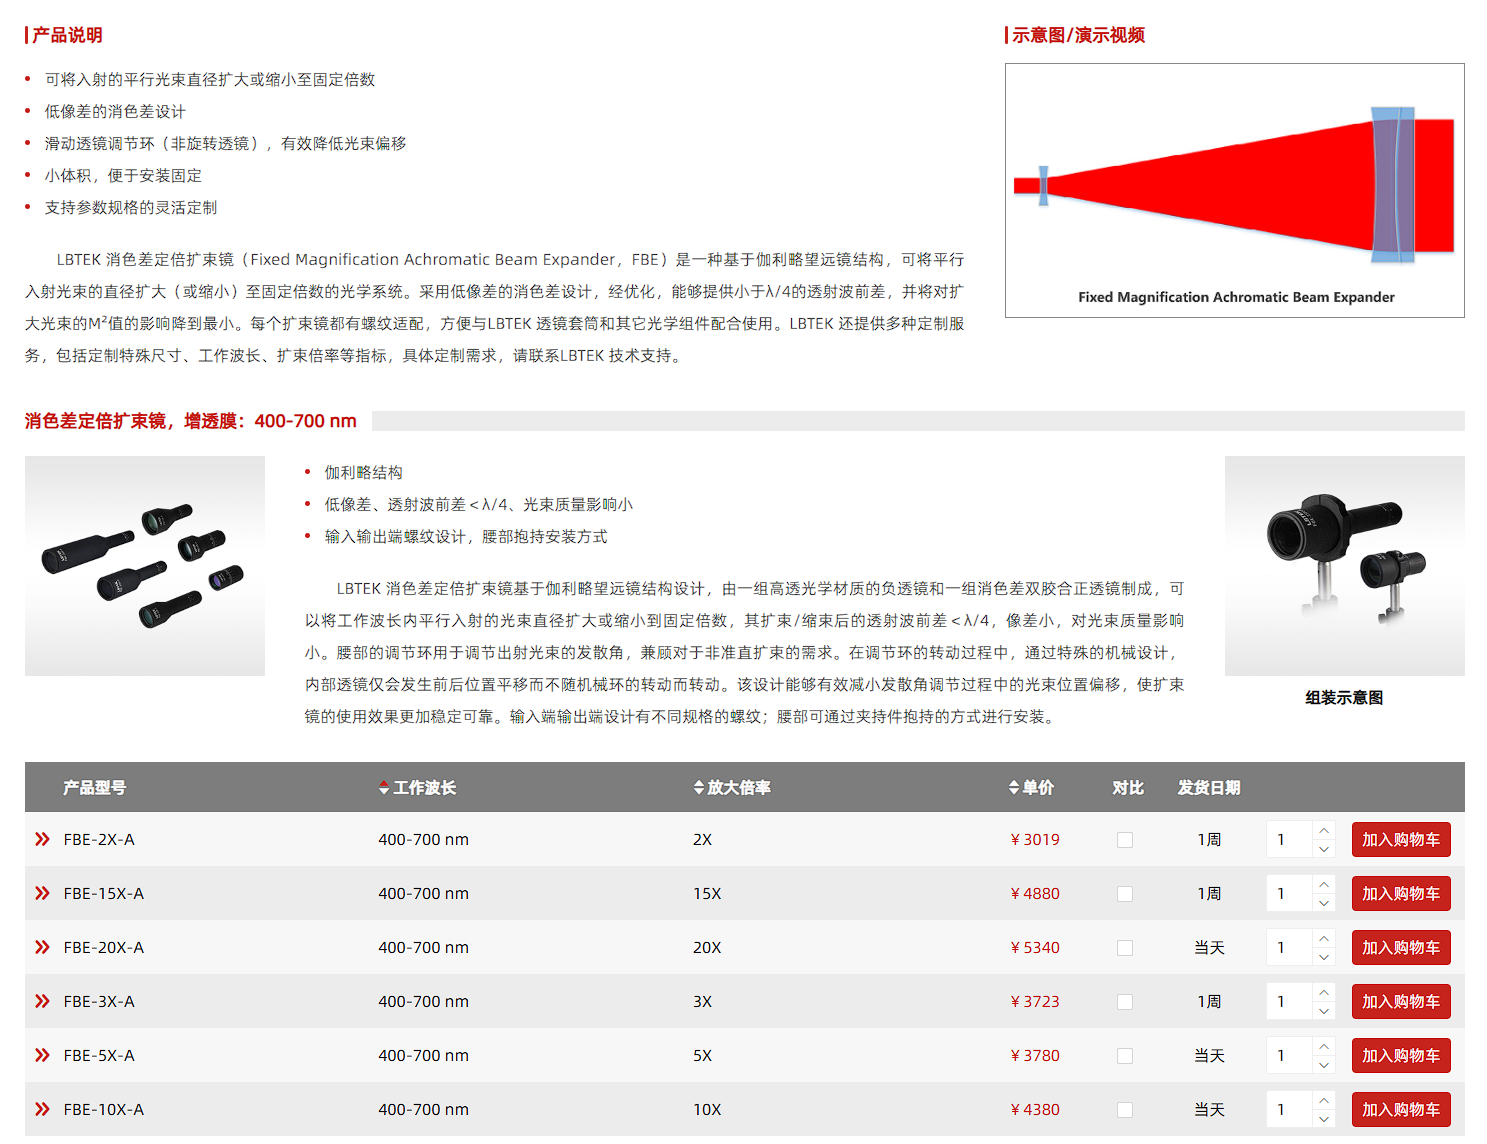 产品说明
可将入射的平行光束直径扩大或缩小至固定倍数
低像差的消色差设计
滑动透镜调节环（非旋转透镜），有效降低光束偏移
小体积，便于安装固定
支持参数规格的灵活定制
LBTEK 消色差定倍扩束镜（Fixed Magnification Achromatic Beam Expander，FBE）是一种基于伽利略望远镜结构，可将平行
入射光束的直径扩大（或缩小）至固定倍数的光学系统。采用低像差的消色差设计，经优化，能够提供小于λ/4的透射波前差，并将对扩
大光束的M²值的影响降到最小。每个扩束镜都有螺纹适配，方便与LBTEK 透镜套筒和其它光学组件配合使用。LBTEK 还提供多种定制服
务，包括定制特殊尺寸、工作波长、扩束倍率等指标，具体定制需求，请联系LBTEK 技术支持。
示意图/演示视频
Fixed Magnification Achromatic Beam Expander
消色差定倍扩束镜，增透膜：400-700 nm
伽利略结构
低像差、透射波前差＜λ/4、光束质量影响小
输入输出端螺纹设计，腰部抱持安装方式
LBTEK 消色差定倍扩束镜基于伽利略望远镜结构设计，由一组高透光学材质的负透镜和一组消色差双胶合正透镜制成，可
以将工作波长内平行入射的光束直径扩大或缩小到固定倍数，其扩束/缩束后的透射波前差＜λ/4，像差小，对光束质量影响
小。腰部的调节环用于调节出射光束的发散角，兼顾对于非准直扩束的需求。在调节环的转动过程中，通过特殊的机械设计，
内部透镜仅会发生前后位置平移而不随机械环的转动而转动。该设计能够有效减小发散角调节过程中的光束位置偏移，使扩束
镜的使用效果更加稳定可靠。输入端输出端设计有不同规格的螺纹；腰部可通过夹持件抱持的方式进行安装。
LBTEK
组装示意图
产品型号 工作波长 放大倍率 单价 对比 发货日期
FBE-2X-A 400-700 nm 2X ¥ 3019 1周 1 加入购物车
FBE-15X-A 400-700 nm 15X ¥ 4880 1周 1 加入购物车
FBE-20X-A 400-700 nm 20X ¥ 5340 当天 1 加入购物车
FBE-3X-A 400-700 nm 3X ¥ 3723 1周 1 加入购物车
FBE-5X-A 400-700 nm 5X ¥ 3780 当天 1 加入购物车
FBE-10X-A 400-700 nm 10X ¥ 4380 当天 1 加入购物车